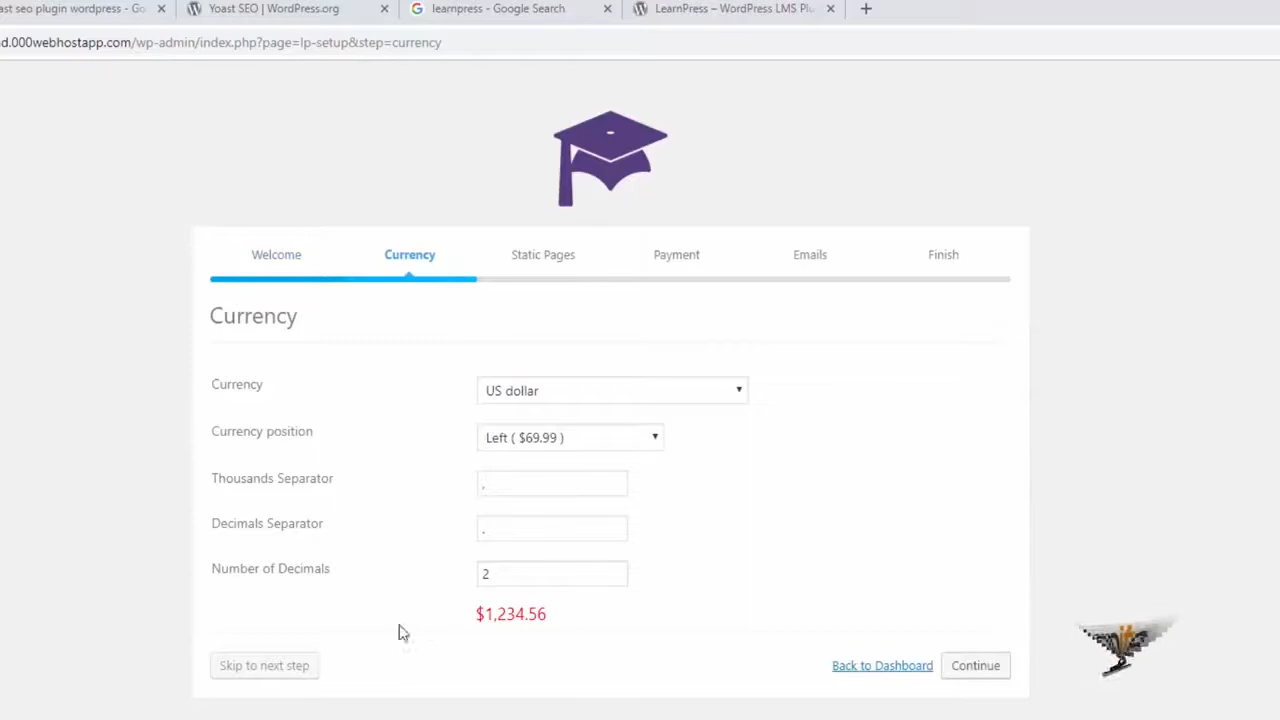 ast seo plugin wordpress - Go
Yoast SEO | WordPress.org
learnpress - Google Search
LearnPress – WordPress LMS Plu
d.000webhostapp.com/wp-admin/index.php?page=lp-setup&step=currency
Welcome
Currency
Static Pages
Payment
Emails
Finish
Currency
Currency
US dollar
Currency position
Left ( $69.99 )
Thousands Separator
,
Decimals Separator
.
Number of Decimals
2
$1,234.56
Skip to next step
Back to Dashboard
Continue